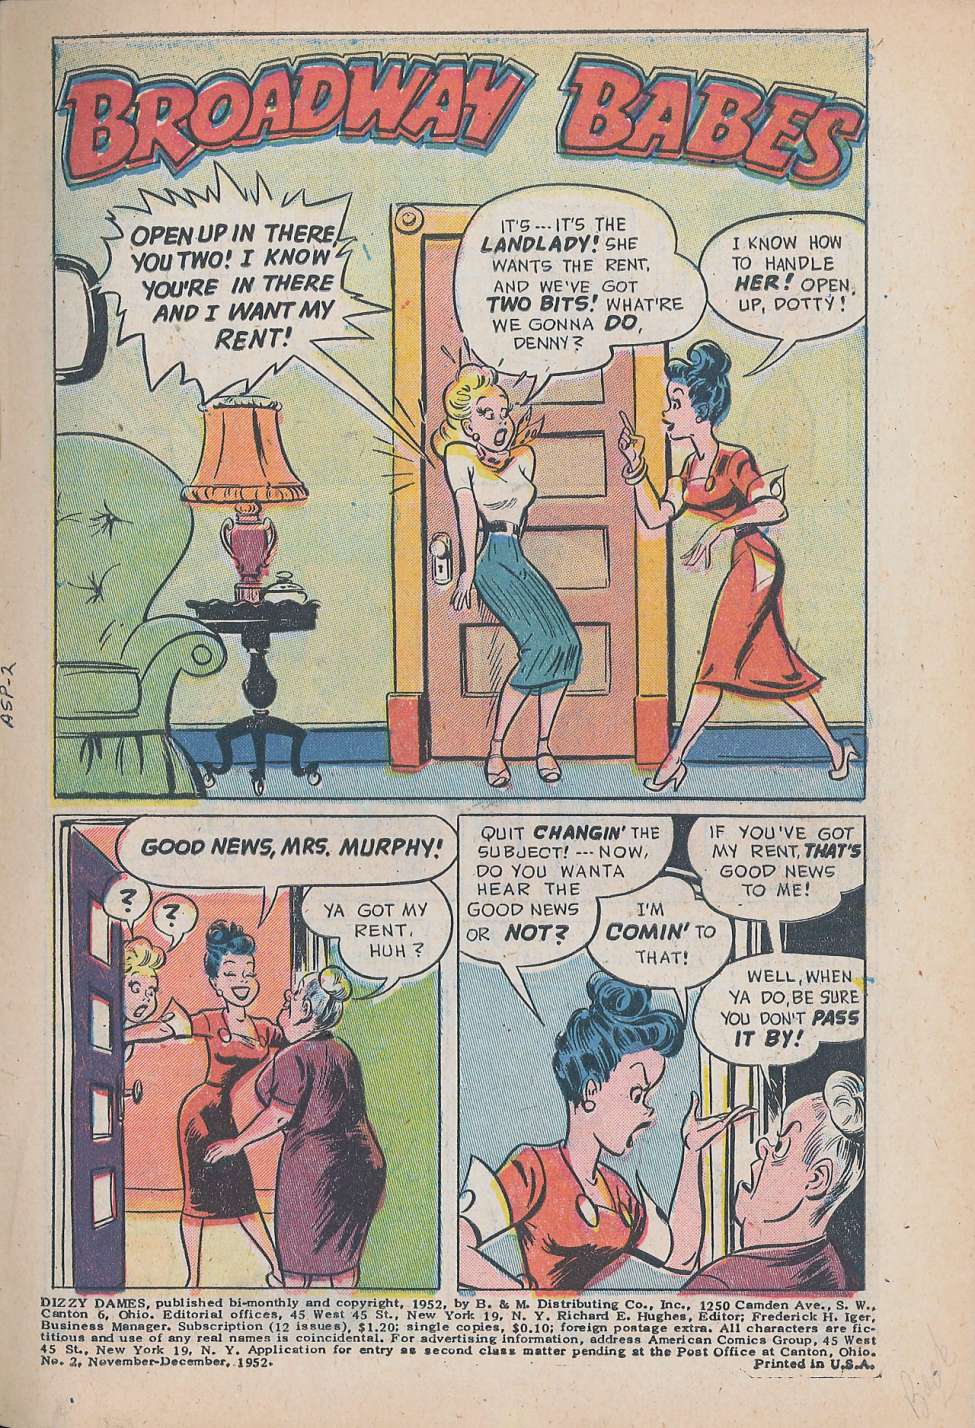 BROADWAY BABES
OPEN UP IN THERE,
YOU TWO! I KNOW
YOU'RE IN THERE
AND I WANT MY
RENT!
IT'S---IT'S THE
LANDLADY! SHE
WANTS THE RENT,
AND WE'VE GOT
TWO BITS! WHAT'RE
WE GONNA DO,
DENNY?
I KNOW HOW
TO HANDLE
HER! OPEN
UP, DOTTY!
ASP-2
GOOD NEWS, MRS. MURPHY!
?
?
YA GOT MY
RENT,
HUH?
QUIT CHANGIN' THE
SUBJECT! ---NOW,
DO YOU WANTA
HEAR THE
GOOD NEWS
OR NOT?
IF YOU'VE GOT
MY RENT, THAT'S
GOOD NEWS
TO ME!
I'M
COMIN' TO
THAT!
WELL, WHEN
YA DO, BE SURE
YOU DON'T PASS
IT BY!
DIZZY DAMES, published bi-monthly and copyright, 1952, by B. & M. Distributing Co., Inc., 1250 Camden Ave., S. W.,
Canton 6, Ohio. Editorial offices, 45 West 45 St., New York 19, N. Y. Richard E. Hughes, Editor; Frederick H. Iger,
Business Manager. Subscription (12 issues), $1.20; single copies, $0.10; foreign postage extra. All characters are fic-
titious and use of any real names is coincidental. For advertising information, address American Comics Group, 45 West
45 St., New York 19, N. Y. Application for entry as second class matter pending at the Post Office at Canton, Ohio.
No. 2, November-December, 1952. Printed in U.S.A.